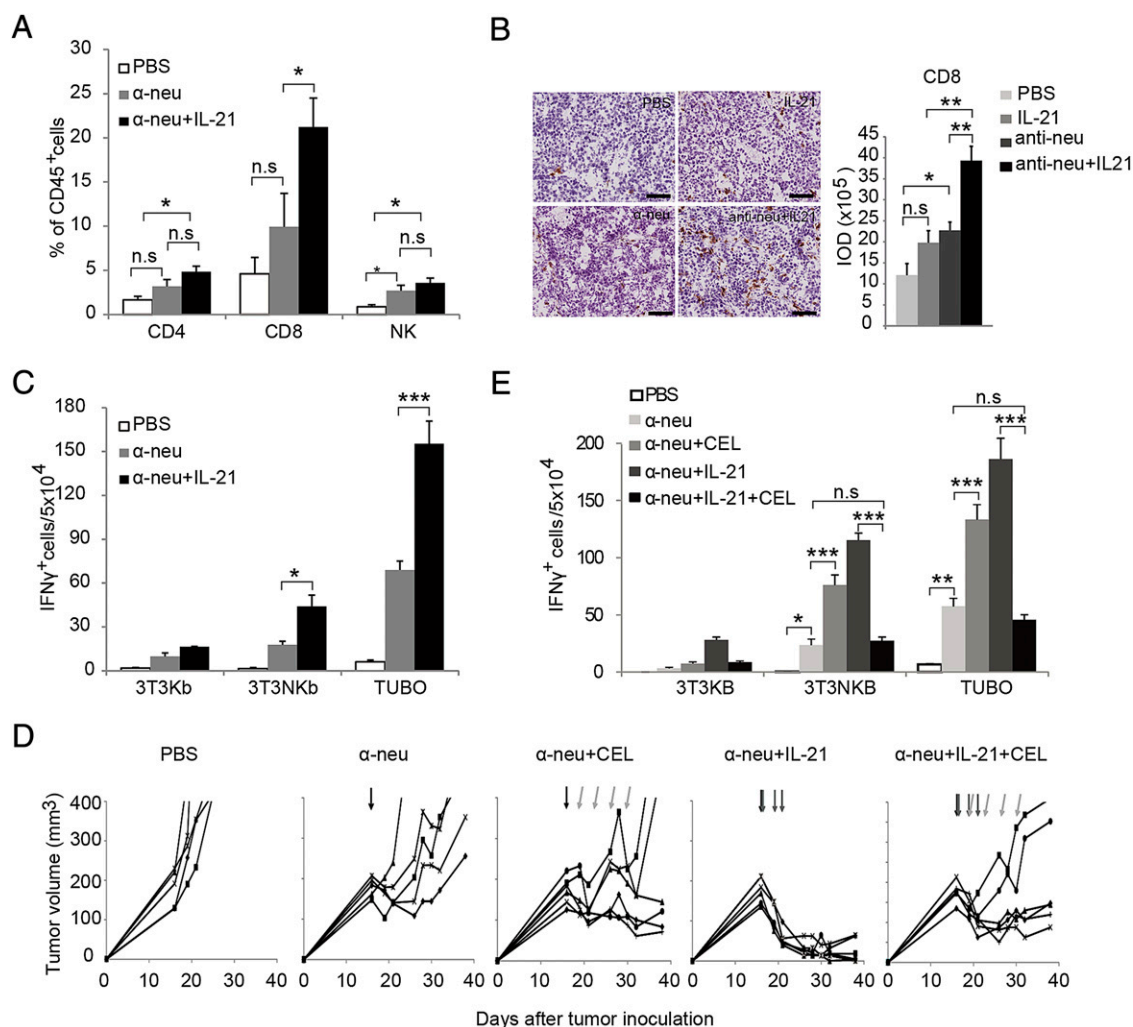 A
30
25
20
15
10
5
0
% of CD45+cells
PBS
α-neu
α-neu+IL-21
*
n.s
n.s
n.s
*
*
*
n.s
CD4 CD8 NK
B
PBS
IL-21
α-neu
anti-neu+IL21
CD8
PBS
IL-21
anti-neu
anti-neu+IL21
45
40
35
30
25
20
15
10
5
0
IOD (x10⁵)
**
**
*
n.s
C
180
150
120
90
60
30
0
IFNγ+cells/5x10⁴
PBS
α-neu
α-neu+IL-21
*
***
3T3Kb 3T3NKb TUBO
E
PBS
α-neu
α-neu+CEL
α-neu+IL-21
α-neu+IL-21+CEL
200
150
100
50
0
IFNγ+ cells/5x10⁴
n.s
***
***
*
n.s
***
***
**
3T3KB 3T3NKB TUBO
D
PBS α-neu α-neu+CEL α-neu+IL-21 α-neu+IL-21+CEL
Tumor volume (mm³)
400
300
200
100
0
0 10 20 30 40 0 10 20 30 40 0 10 20 30 40 0 10 20 30 40 0 10 20 30 40
Days after tumor inoculation